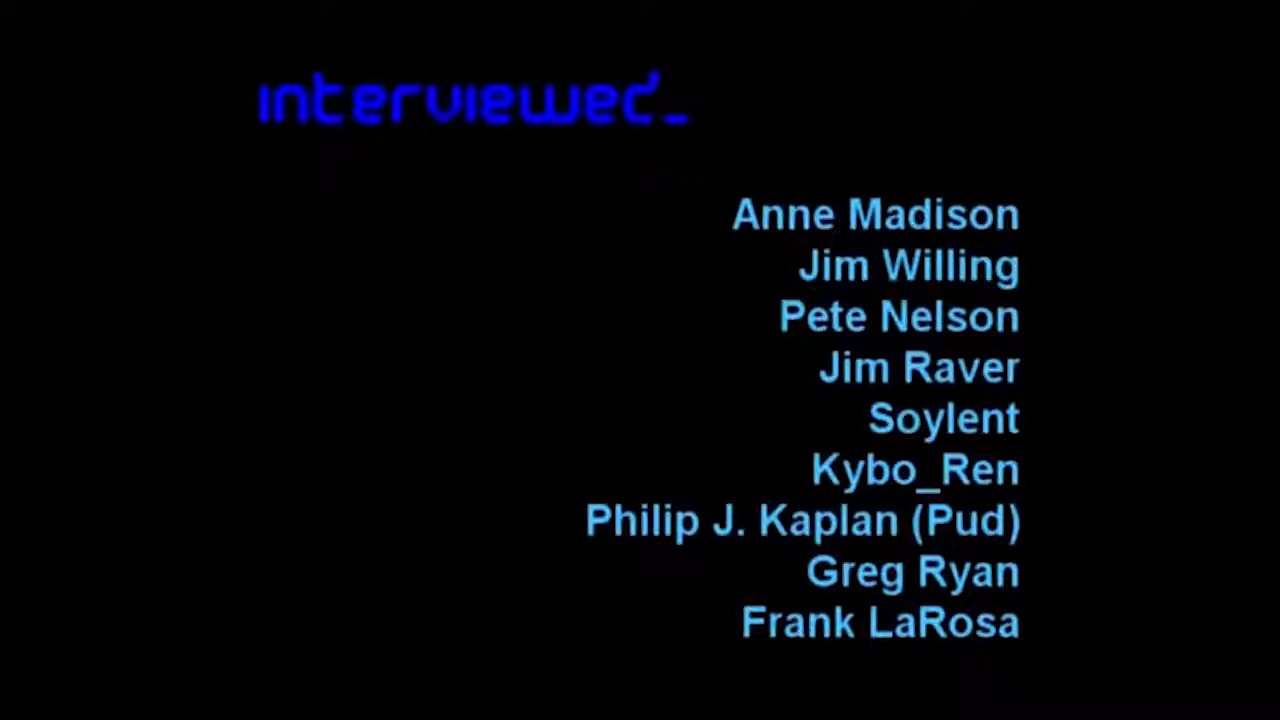 interviewed_
Anne Madison
Jim Willing
Pete Nelson
Jim Raver
Soylent
Kybo_Ren
Philip J. Kaplan (Pud)
Greg Ryan
Frank LaRosa